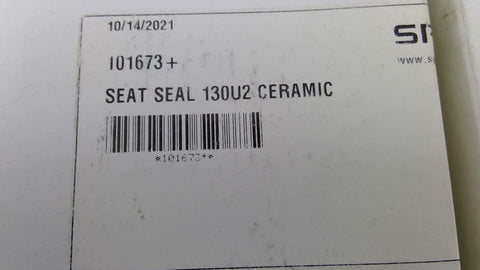 10/14/2021
101673+
SEAT SEAL 130U2 CERAMIC
*101673+*